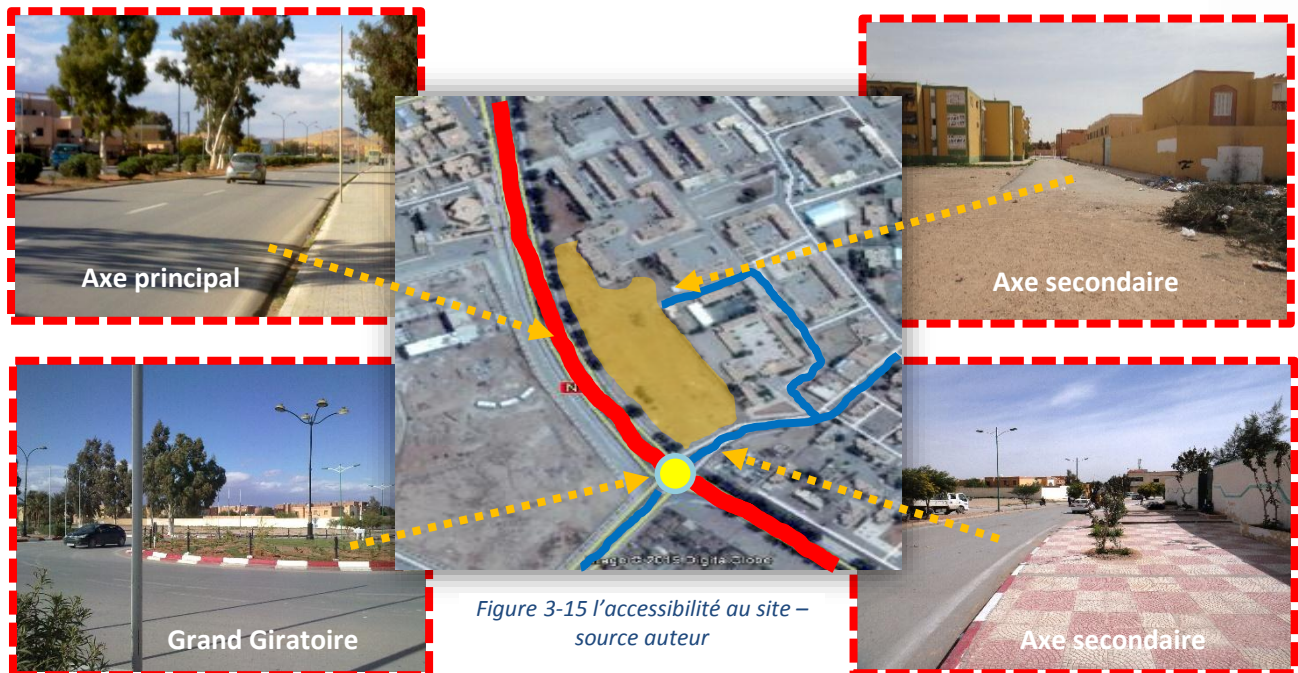 Axe principal
Axe secondaire
N
Grand Giratoire
Axe secondaire
Figure 3-15 l’accessibilité au site –
source auteur